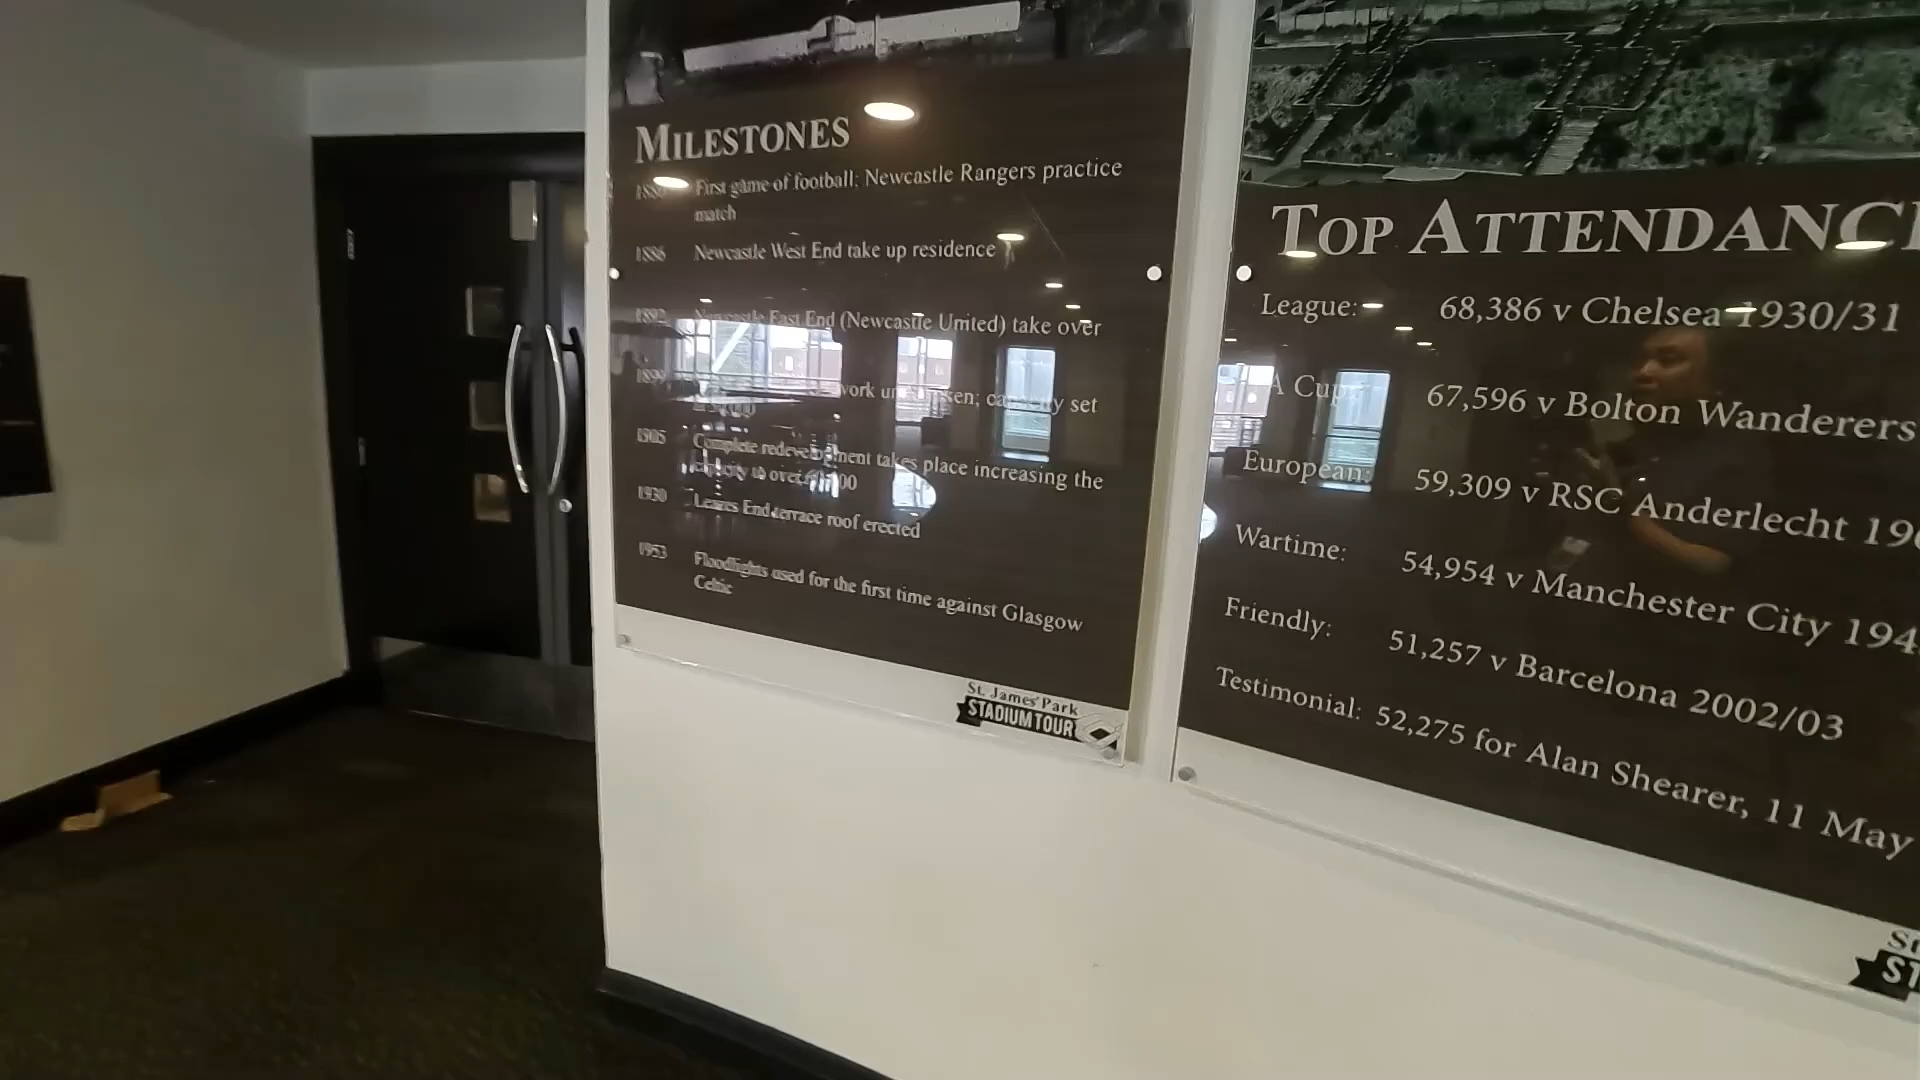 MILESTONES
First game of football; Newcastle Rangers practice
match
1886 Newcastle West End take up residence
1892 Newcastle East End (Newcastle United) take over
set
1905 Complete redevelopment takes place increasing the
capacity to over
1930 Leazes End terrace roof erected
1953 Floodlights used for the first time against Glasgow
Celtic
St. James' Park
STADIUM TOUR
TOP
League: 68,386 v Chelsea 1930/31
Cup: 67,596 v Bolton Wanderers
European: 59,309 v RSC Anderlecht
Wartime: 54,954 v Manchester City
Friendly: 51,257 v Barcelona 2002/03
Testimonial: 52,275 for Alan Shearer, 11 May